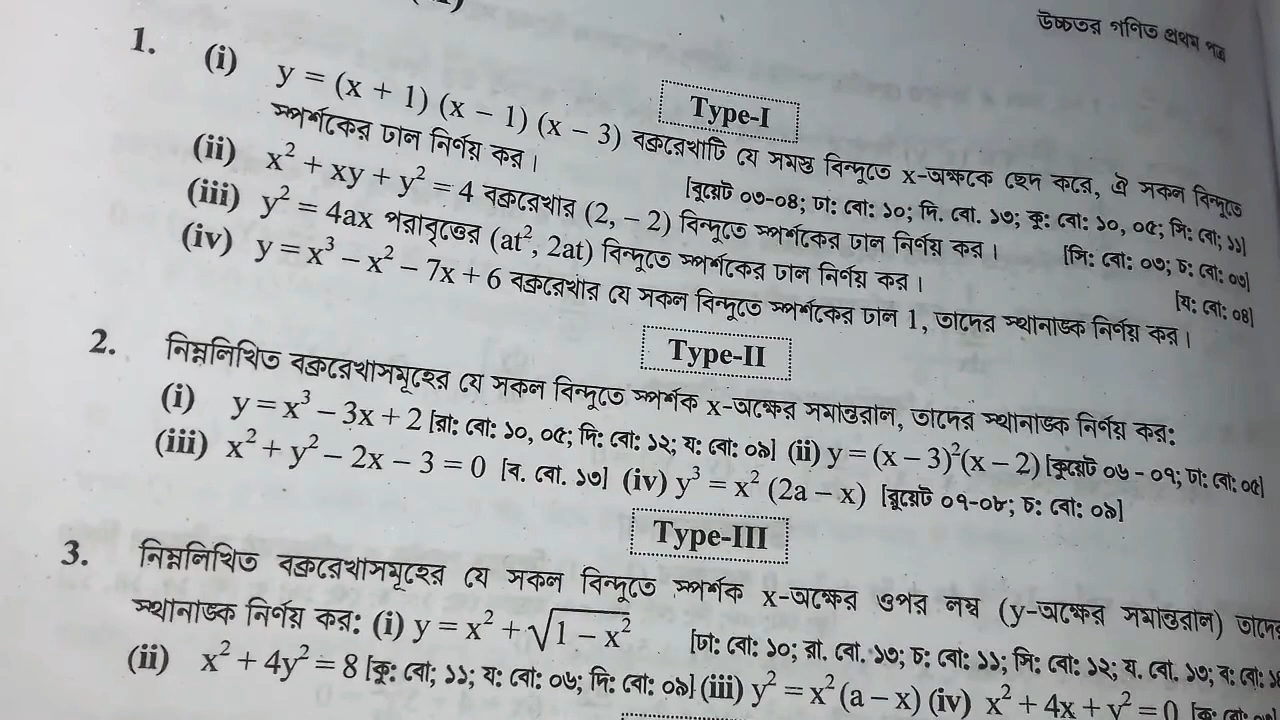 উচ্চতর গণিত প্রথম পত্র
Type-I
1. (i) y = (x + 1) (x − 1) (x − 3) বক্ররেখাটি যে সমস্ত বিন্দুতে x-অক্ষকে ছেদ করে, ঐ সকল বিন্দুতে
স্পর্শকের ঢাল নির্ণয় কর।
[বুয়েট ০৩-০৪; ঢা: বো: ১০; দি. বো. ১৩; কু: বো: ১০, ০৫; সি: বো; ১১]
(ii) x² + xy + y² = 4 বক্ররেখার (2, − 2) বিন্দুতে স্পর্শকের ঢাল নির্ণয় কর।
[সি: বো: ০৩; চ: বো: ০৩]
(iii) y² = 4ax পরাবৃত্তের (at², 2at) বিন্দুতে স্পর্শকের ঢাল নির্ণয় কর।
[য: বো: ০৪]
(iv) y = x³ − x² − 7x + 6 বক্ররেখার যে সকল বিন্দুতে স্পর্শকের ঢাল 1, তাদের স্থানাঙ্ক নির্ণয় কর।
Type-II
2. নিম্নলিখিত বক্ররেখাসমূহের যে সকল বিন্দুতে স্পর্শক x-অক্ষের সমান্তরাল, তাদের স্থানাঙ্ক নির্ণয় কর:
(i) y = x³ − 3x + 2 [রা: বো: ১০, ০৫; দি: বো: ১২; য: বো: ০৯] (ii) y = (x − 3)²(x − 2) [কুয়েট ০৬ - ০৭; ঢা: বো: ০৫]
(iii) x² + y² − 2x − 3 = 0 [ব. বো. ১৩] (iv) y³ = x² (2a − x) [বুয়েট ০৭-০৮; চ: বো: ০৯]
Type-III
3. নিম্নলিখিত বক্ররেখাসমূহের যে সকল বিন্দুতে স্পর্শক x-অক্ষের ওপর লম্ব (y-অক্ষের সমান্তরাল) তাদের
স্থানাঙ্ক নির্ণয় কর: (i) y = x² + √1 − x² [ঢা: বো: ১০; রা. বো. ১৩; চ: বো: ১১; সি: বো: ১২; য. বো. ১৩; ব: বো:
(ii) x² + 4y² = 8 [কু: বো; ১১; য: বো: ০৬; দি: বো: ০৯] (iii) y² = x² (a − x) (iv) x² + 4x + y² = 0